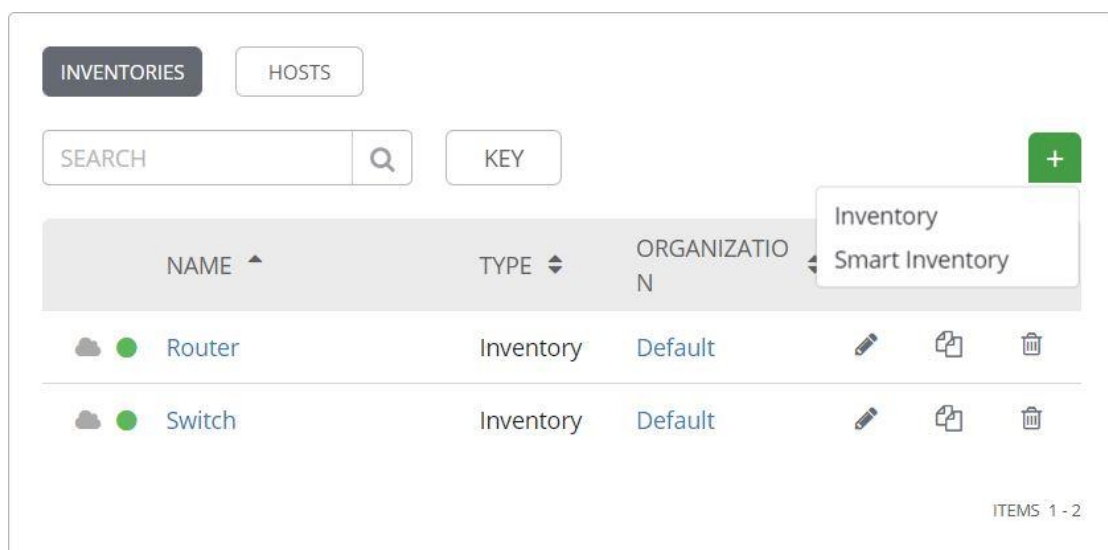 INVENTORIES HOSTS
SEARCH KEY +
Inventory
Smart Inventory
NAME TYPE ORGANIZATIO
N
Router Inventory Default
Switch Inventory Default
ITEMS 1 - 2